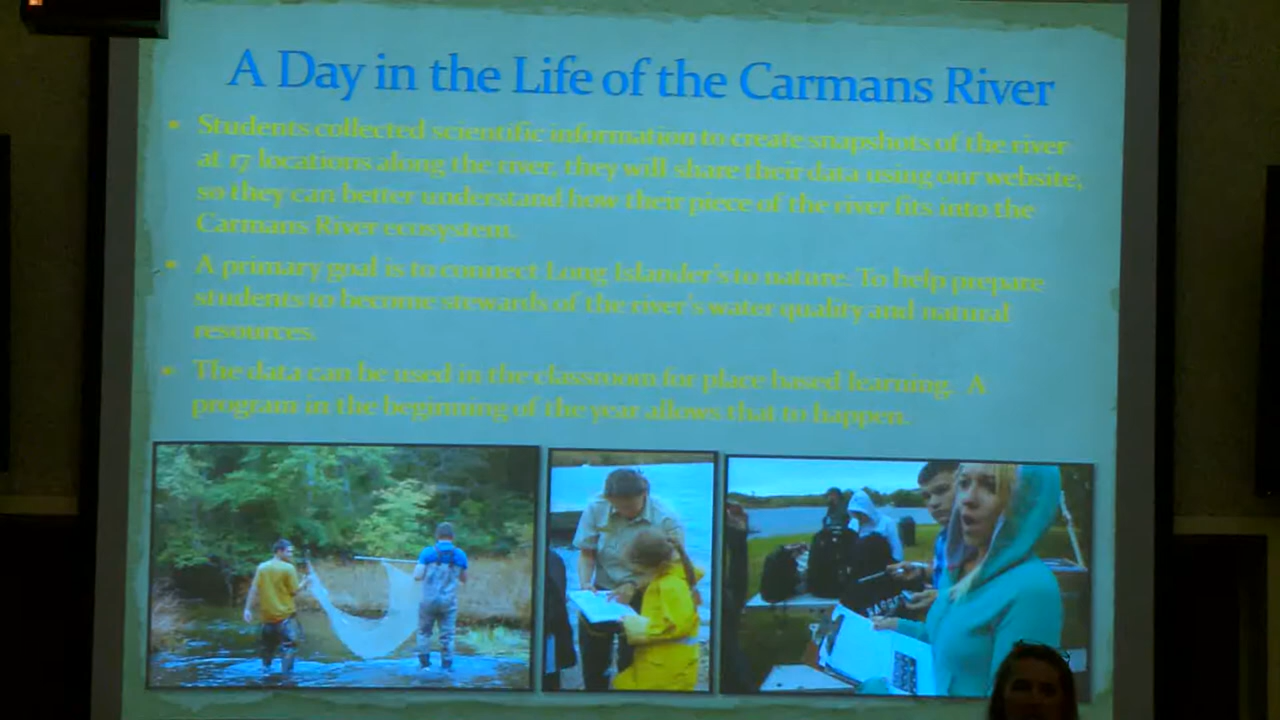 A Day in the Life of the Carmans River
Students collected scientific information to create snapshots of the river
at 17 locations along the river, they will share their data using our website,
so they can better understand how their piece of the river fits into the
Carmans River ecosystem.
A primary goal is to connect Long Islander's to nature. To help prepare
students to become stewards of the river's water quality and natural
resources.
The data can be used in the classroom for place based learning. A
program in the beginning of the year allows that to happen.